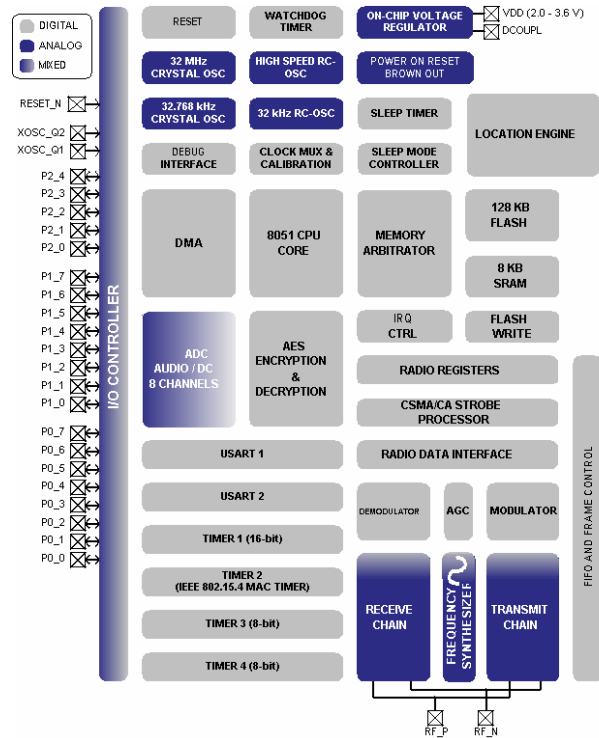 DIGITAL
ANALOG
MIXED
RESET
WATCHDOG
TIMER
ON-CHIP VOLTAGE
REGULATOR
VDD (2.0 - 3.6 V)
DCOUPL
32 MHz
CRYSTAL OSC
HIGH SPEED RC-
OSC
POWER ON RESET
BROWN OUT
32.768 kHz
CRYSTAL OSC
32 kHz RC-OSC
SLEEP TIMER
LOCATION ENGINE
DEBUG
INTERFACE
CLOCK MUX &
CALIBRATION
SLEEP MODE
CONTROLLER
RESET_N
XOSC_Q2
XOSC_Q1
P2_4
P2_3
P2_2
P2_1
P2_0
P1_7
P1_6
P1_5
P1_4
P1_3
P1_2
P1_1
P1_0
P0_7
P0_6
P0_5
P0_4
P0_3
P0_2
P0_1
P0_0
I/O CONTROLLER
DMA
8051 CPU
CORE
MEMORY
ARBITRATOR
128 KB
FLASH
8 KB
SRAM
ADC
AUDIO / DC
8 CHANNELS
AES
ENCRYPTION
&
DECRYPTION
IRQ
CTRL
FLASH
WRITE
RADIO REGISTERS
CSMA/CA STROBE
PROCESSOR
USART 1
RADIO DATA INTERFACE
USART 2
DEMODULATOR
AGC
MODULATOR
TIMER 1 (16-bit)
TIMER 2
(IEEE 802.15.4 MAC TIMER)
TIMER 3 (8-bit)
TIMER 4 (8-bit)
RECEIVE
CHAIN
FREQUENCY
SYNTHESIZER
TRANSMIT
CHAIN
FIFO AND FRAME CONTROL
RF_P
RF_N